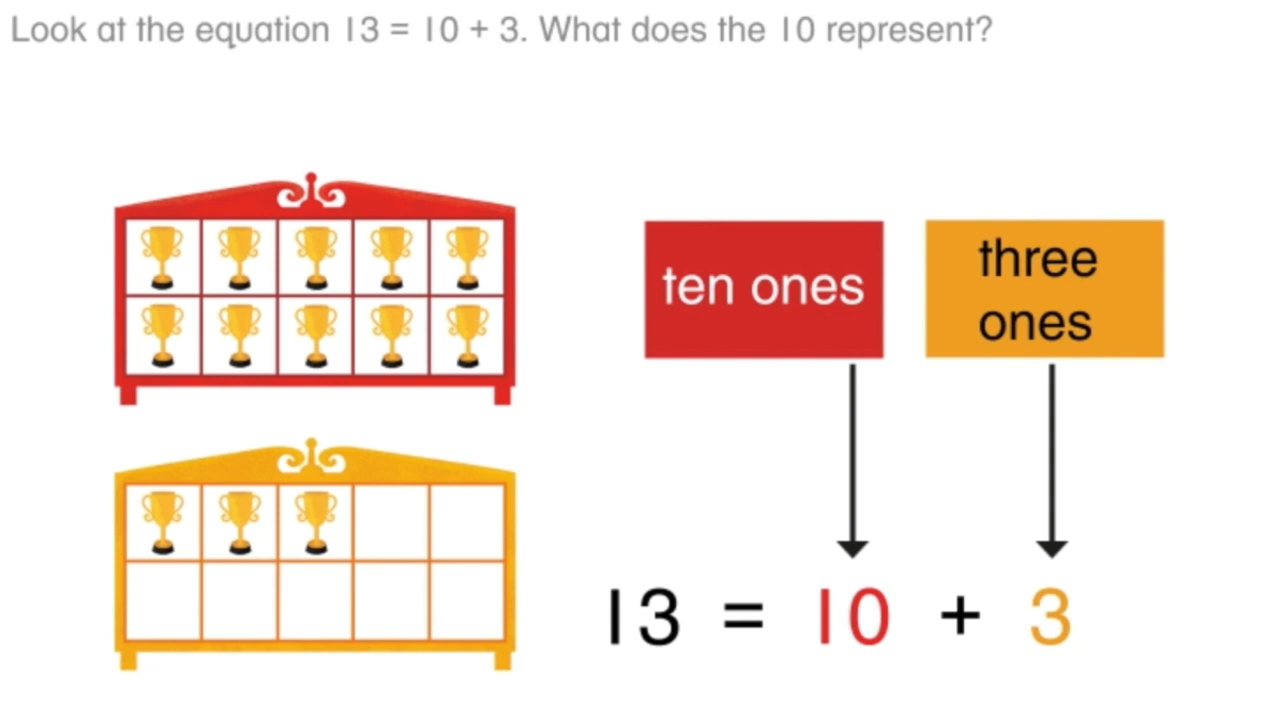 Look at the equation 13 = 10 + 3. What does the 10 represent?
ten ones
three
ones
13 = 10 + 3